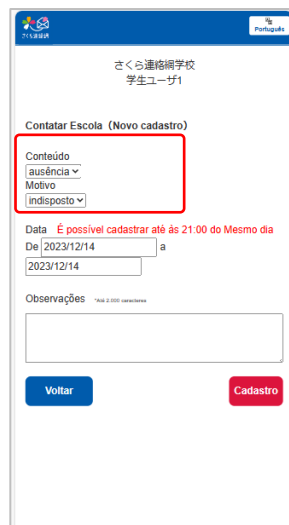 さくら連絡網
Português
さくら連絡網学校
学生ユーザ1
Contatar Escola (Novo cadastro)
Conteúdo
ausência
Motivo
indisposto
Data É possível cadastrar até ás 21:00 do Mesmo dia
De 2023/12/14 a
2023/12/14
Observações *Até 2.000 caracteres
Voltar Cadastro